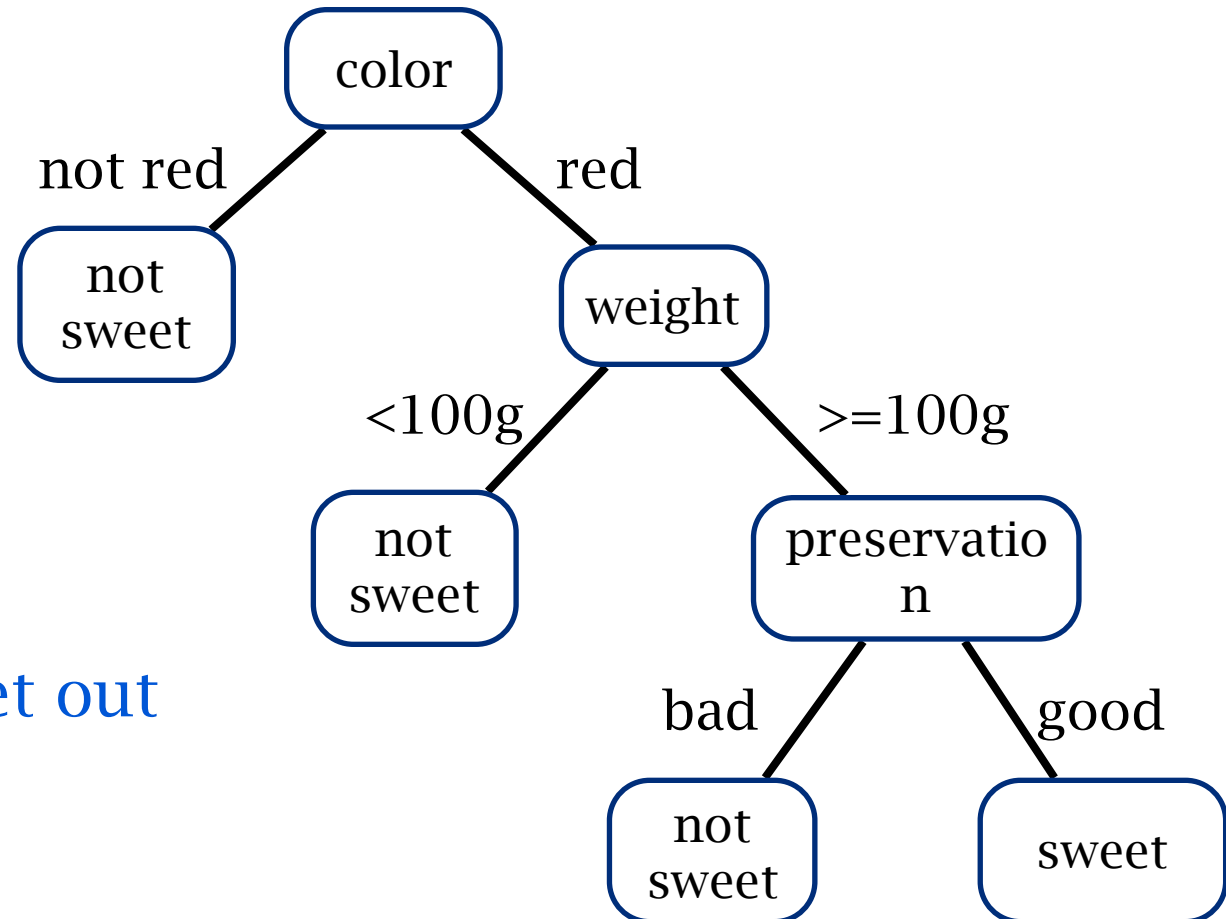 color
not red
red
not
sweet
weight
<100g
>=100g
not
sweet
preservatio
n
et out
bad
good
not
sweet
sweet